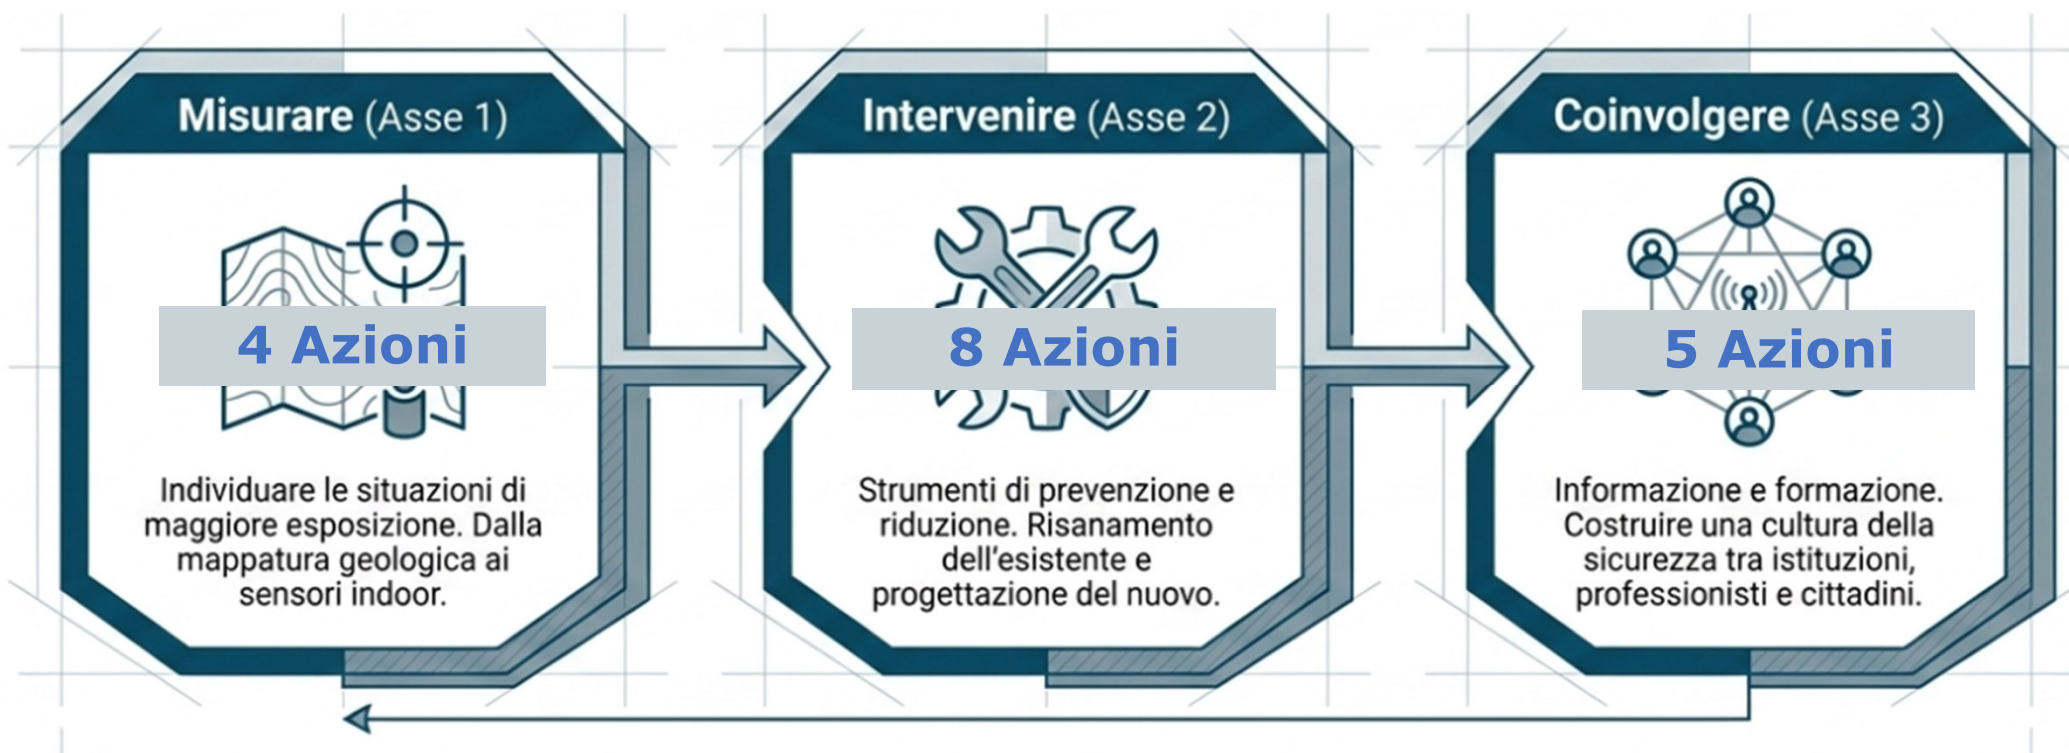 Misurare (Asse 1)
4 Azioni
Individuare le situazioni di
maggiore esposizione. Dalla
mappatura geologica ai
sensori indoor.
Intervenire (Asse 2)
8 Azioni
Strumenti di prevenzione e
riduzione. Risanamento
dell'esistente e
progettazione del nuovo.
Coinvolgere (Asse 3)
5 Azioni
Informazione e formazione.
Costruire una cultura della
sicurezza tra istituzioni,
professionisti e cittadini.